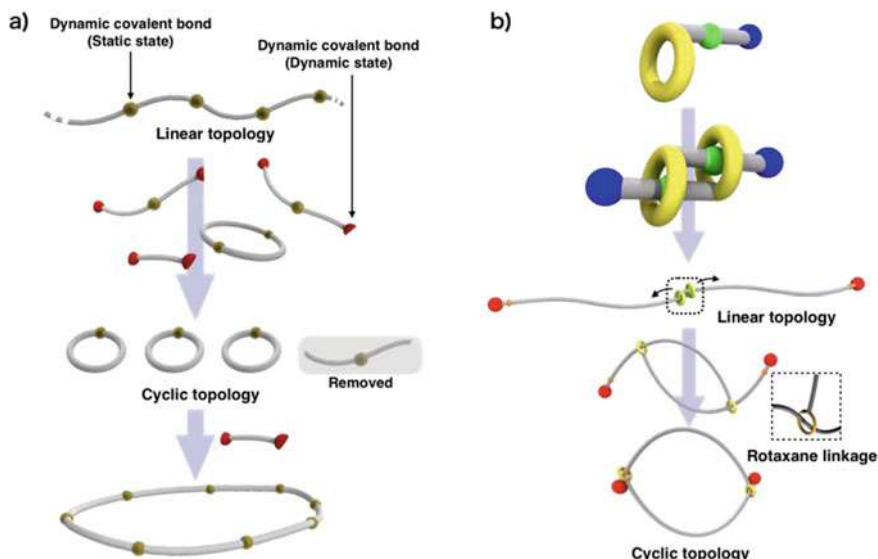 a)
Dynamic covalent bond
(Static state)
Dynamic covalent bond
(Dynamic state)
Linear topology
Cyclic topology
Removed
b)
Linear topology
Rotaxane linkage
Cyclic topology